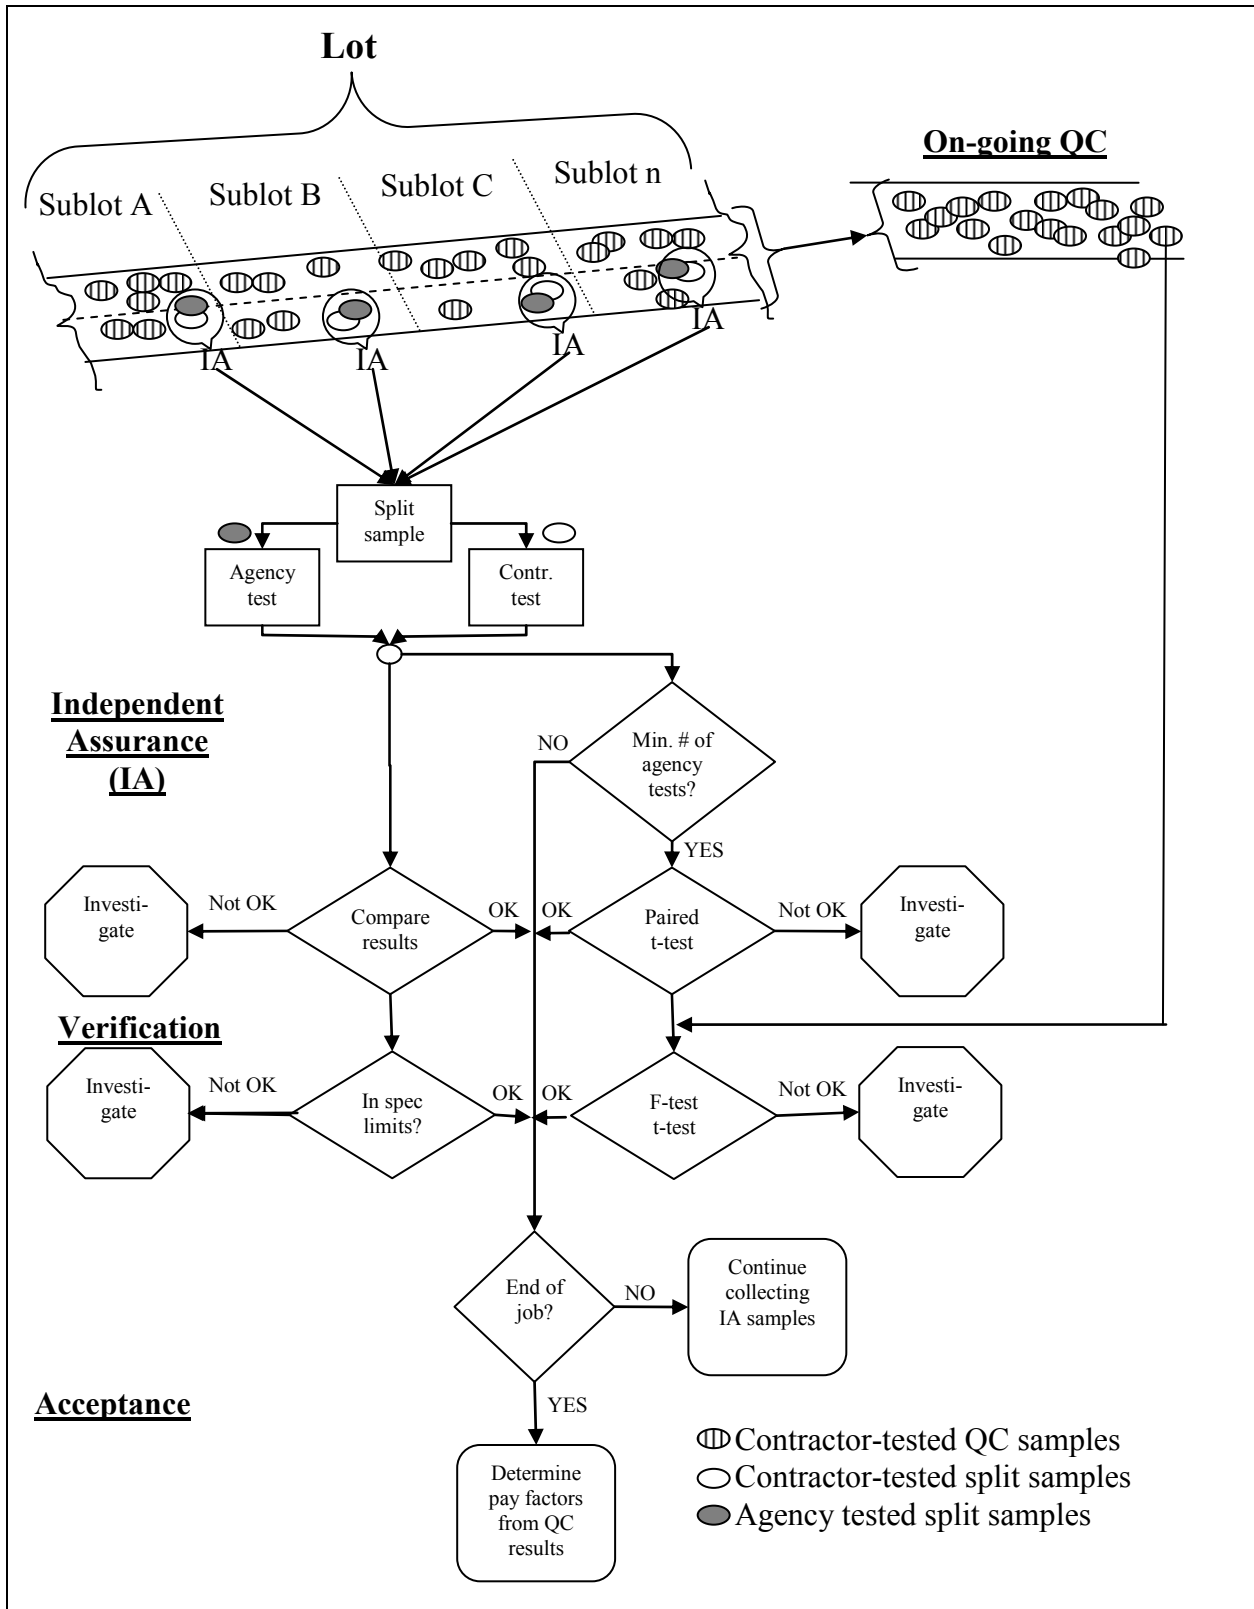 Lot
On-going QC
Sublot A
Sublot B
Sublot C
Sublot n
IA
IA
IA
IA
Split
sample
Agency
test
Contr.
test
Independent
Assurance
(IA)
NO
Min. # of
agency
tests?
YES
Investi-
gate
Not OK
Compare
results
OK
OK
Paired
t-test
Not OK
Investi-
gate
Verification
Investi-
gate
Not OK
In spec
limits?
OK
OK
F-test
t-test
Not OK
Investi-
gate
End of
job?
NO
Continue
collecting
IA samples
YES
Acceptance
Determine
pay factors
from QC
results
Contractor-tested QC samples
Contractor-tested split samples
Agency tested split samples